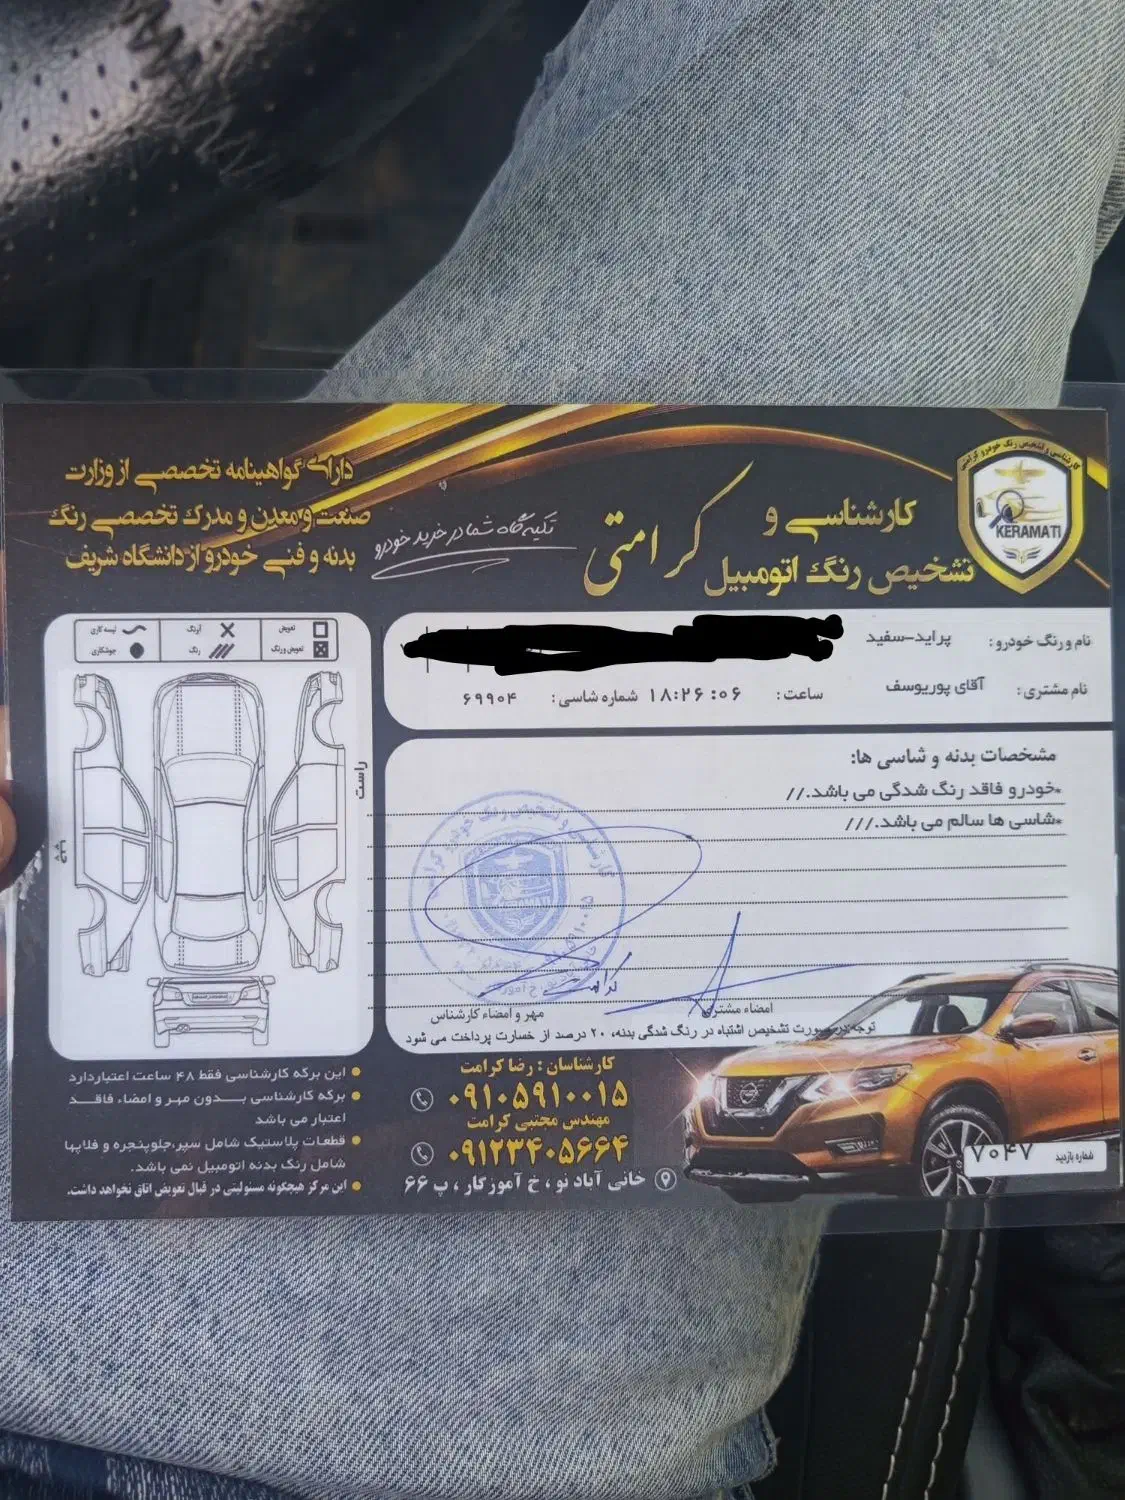 کارشناسی و تشخیص رنگ خودرو کرامتی
KERAMATI
کارشناسی و
تشخیص رنگ اتومبیل
کرامتی
تکیه گاه شما در خرید خودرو
دارای گواهینامه تخصصی از وزارت
صنعت و معدن و مدرک تخصصی رنگ
بدنه و فنی خودرو از دانشگاه شریف
نام و رنگ خودرو: پراید-سفید
نام مشتری: آقای پوریوسف
ساعت: ۱۸:۲۶:۰۶ شماره شاسی: ۶۹۹۰۴
مشخصات بدنه و شاسی ها:
*خودرو فاقد رنگ شدگی می باشد.//
*شاسی ها سالم می باشد.///
امضاء مشتری
مهر و امضاء کارشناس
توجه در صورت تشخیص اشتباه در رنگ شدگی بدنه، ۲۰ درصد از خسارت پرداخت می شود
تعویض
تعویض و رنگ
آبرنگ
رنگ
لیسه کاری
جوشکاری
راست
چپ
کارشناسان : رضا کرامت
۰۹۱۰۵۹۱۰۰۱۵
مهندس مجتبی کرامت
۰۹۱۲۳۴۰۵۶۶۴
خانی آباد نو ، خ آموزگار ، پ ۶۶
این برگه کارشناسی فقط ۴۸ ساعت اعتبار دارد
برگه کارشناسی بدون مهر و امضاء فاقد
اعتبار می باشد
قطعات پلاستیک شامل سپر،جلوپنجره و فلاپها
شامل رنگ بدنه اتومبیل نمی باشد.
این مرکز هیچگونه مسئولیتی در قبال تعویض اتاق نخواهد داشت.
شماره بازدید ۷۰۴۷